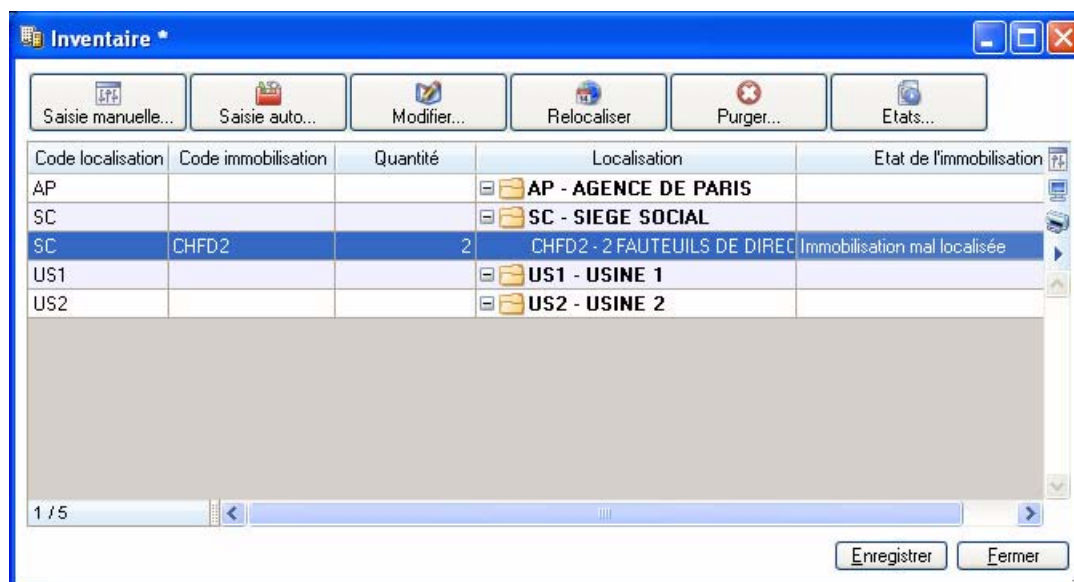 Inventaire *
Saisie manuelle... Saisie auto... Modifier... Relocaliser Purger... Etats...
Code localisation Code immobilisation Quantité Localisation Etat de l'immobilisation
AP AP - AGENCE DE PARIS
SC SC - SIEGE SOCIAL
SC CHFD2 2 CHFD2 - 2 FAUTEUILS DE DIREC Immobilisation mal localisée
US1 US1 - USINE 1
US2 US2 - USINE 2
1 / 5
Enregistrer Fermer